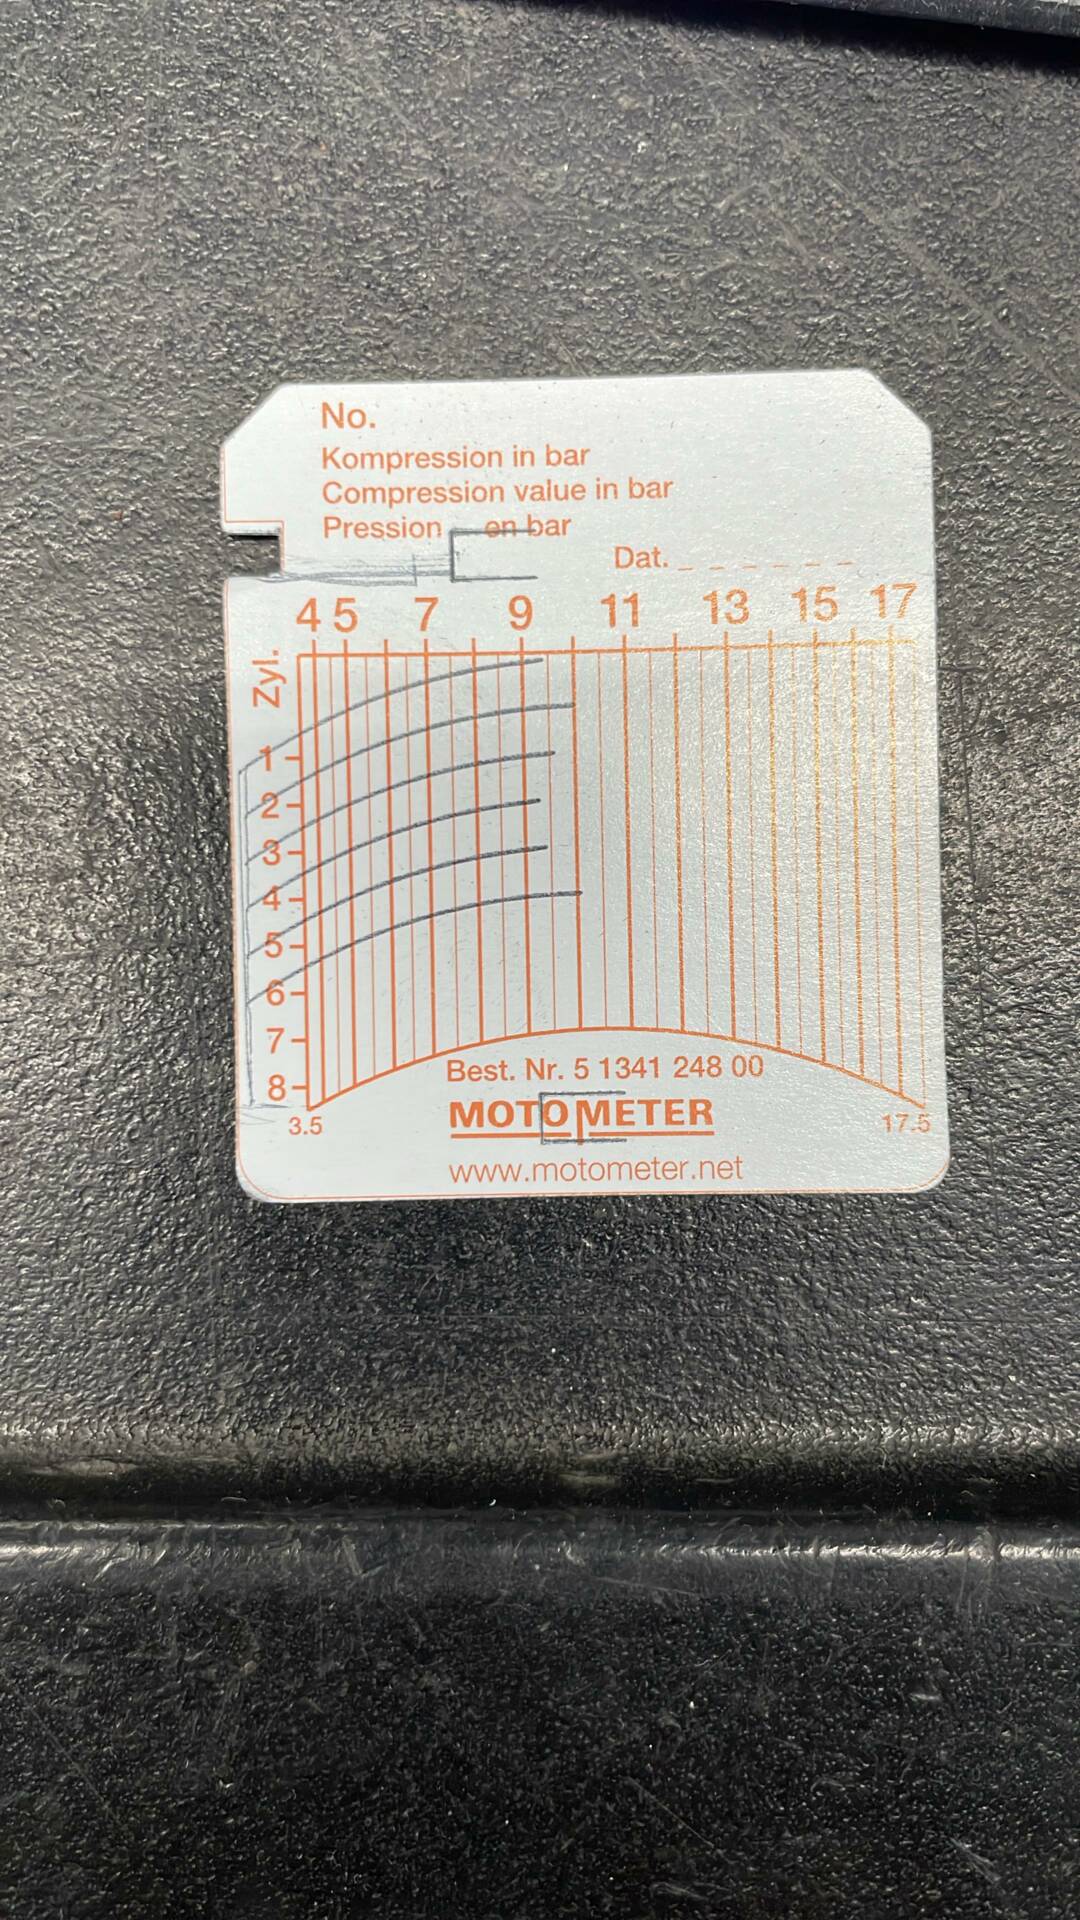 No.
Kompression in bar
Compression value in bar
Pression en bar
Dat. _ _ _ _ _ _
4 5 7 9 11 13 15 17
Zyl.
1
2
3
4
5
6
7
8
3.5
17.5
Best. Nr. 5 1341 248 00
MOTOMETER
www.motometer.net